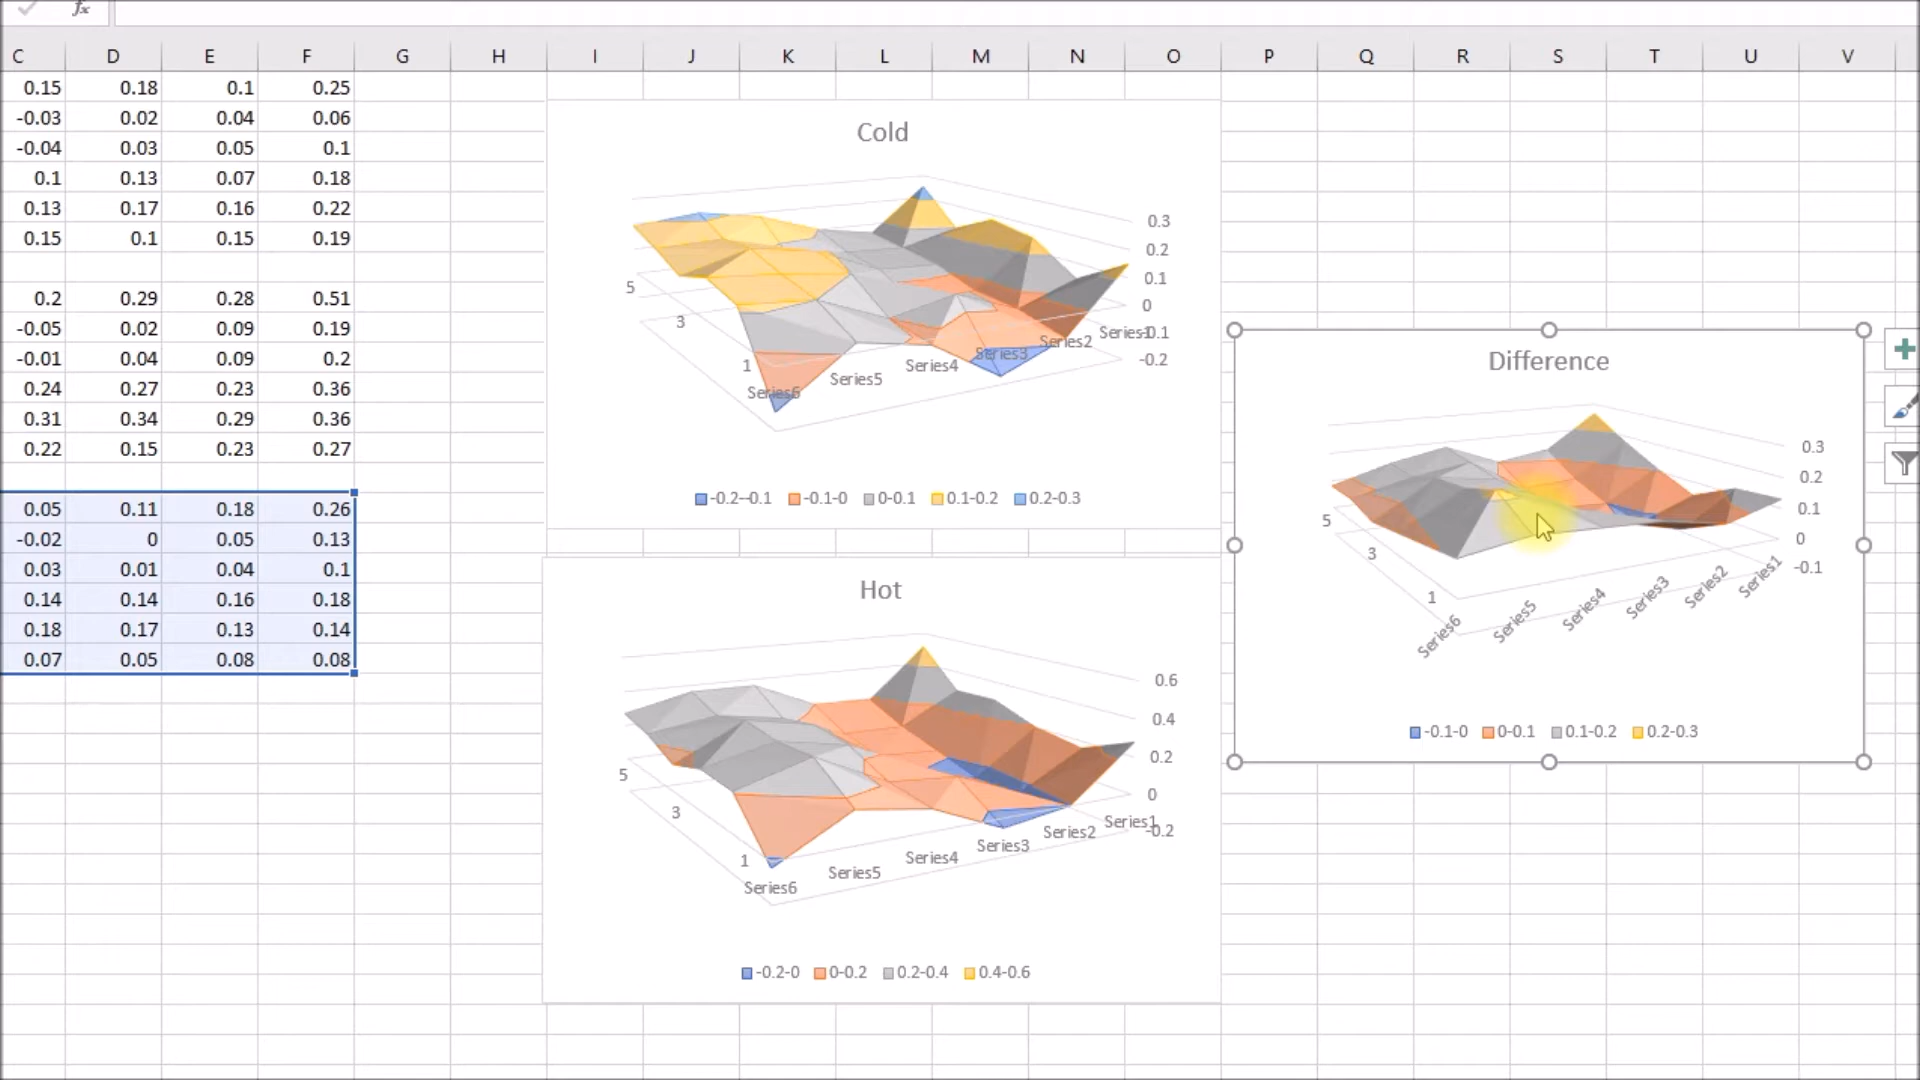 fx
C D E F G H I J K L M N O P Q R S T U V
0.15 0.18 0.1 0.25
-0.03 0.02 0.04 0.06
-0.04 0.03 0.05 0.1
0.1 0.13 0.07 0.18
0.13 0.17 0.16 0.22
0.15 0.1 0.15 0.19
0.2 0.29 0.28 0.51
-0.05 0.02 0.09 0.19
-0.01 0.04 0.09 0.2
0.24 0.27 0.23 0.36
0.31 0.34 0.29 0.36
0.22 0.15 0.23 0.27
0.05 0.11 0.18 0.26
-0.02 0 0.05 0.13
0.03 0.01 0.04 0.1
0.14 0.14 0.16 0.18
0.18 0.17 0.13 0.14
0.07 0.05 0.08 0.08
Cold
0.3
0.2
0.1
0
-0.1
-0.2
5
3
1
Series6
Series5
Series4
Series3
Series2
Series1
-0.2--0.1 -0.1-0 0-0.1 0.1-0.2 0.2-0.3
Hot
0.6
0.4
0.2
0
-0.2
5
3
1
Series6
Series5
Series4
Series3
Series2
Series1
-0.2-0 0-0.2 0.2-0.4 0.4-0.6
Difference
0.3
0.2
0.1
0
-0.1
5
3
1
Series6
Series5
Series4
Series3
Series2
Series1
-0.1-0 0-0.1 0.1-0.2 0.2-0.3